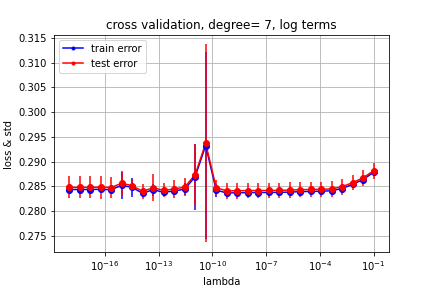 cross validation, degree= 7, log terms
train error
test error
0.315
0.310
0.305
0.300
0.295
0.290
0.285
0.280
0.275
loss & std
10⁻¹⁶ 10⁻¹³ 10⁻¹⁰ 10⁻⁷ 10⁻⁴ 10⁻¹
lambda